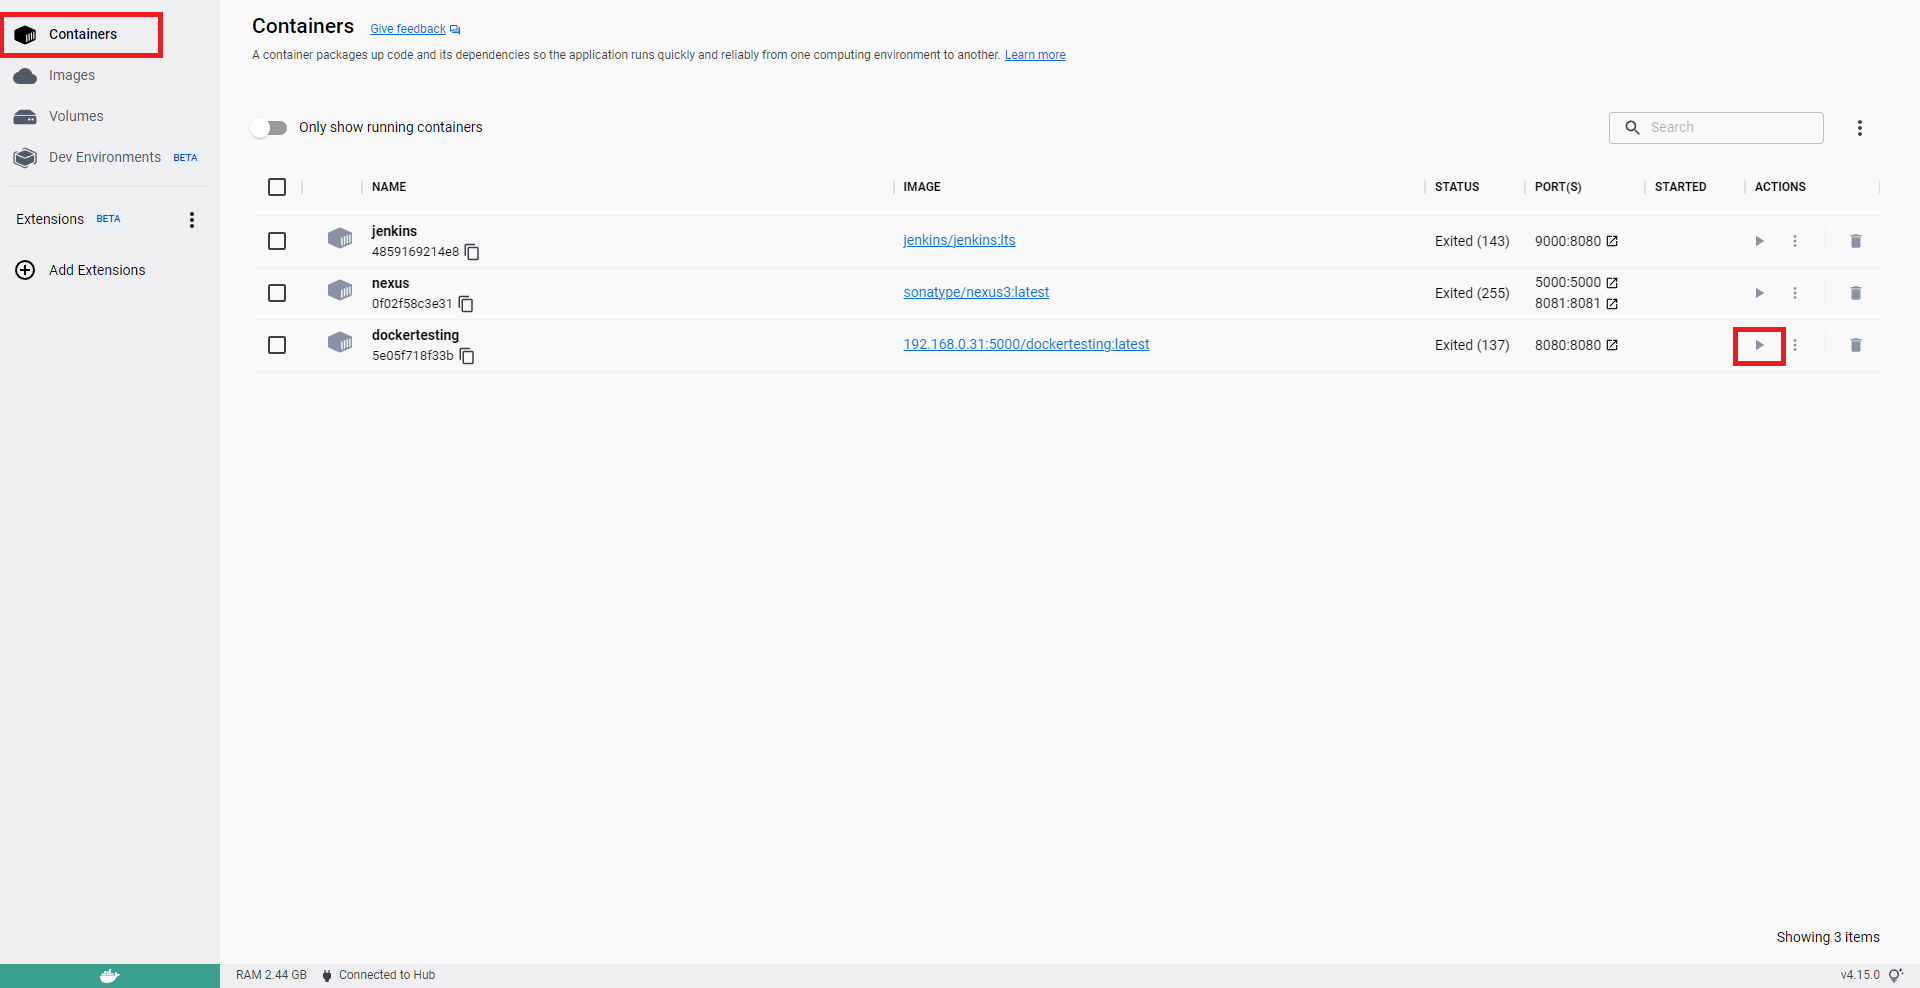 Containers
Images
Volumes
Dev Environments BETA
Extensions BETA
Add Extensions
Containers Give feedback
A container packages up code and its dependencies so the application runs quickly and reliably from one computing environment to another. Learn more
Only show running containers
Search
NAME IMAGE STATUS PORT(S) STARTED ACTIONS
jenkins
4859169214e8
jenkins/jenkins:lts
Exited (143)
9000:8080
nexus
0f02f58c3e31
sonatype/nexus3:latest
Exited (255)
5000:5000
8081:8081
dockertesting
5e05f718f33b
192.168.0.31:5000/dockertesting:latest
Exited (137)
8080:8080
Showing 3 items
RAM 2.44 GB Connected to Hub v4.15.0